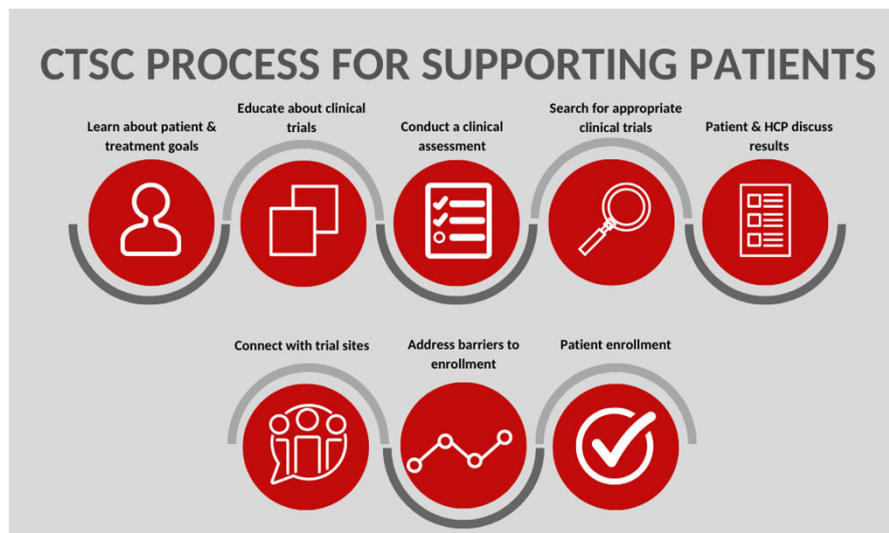 CTSC PROCESS FOR SUPPORTING PATIENTS
Learn about patient &
treatment goals
Educate about clinical
trials
Conduct a clinical
assessment
Search for appropriate
clinical trials
Patient & HCP discuss
results
Connect with trial sites
Address barriers to
enrollment
Patient enrollment